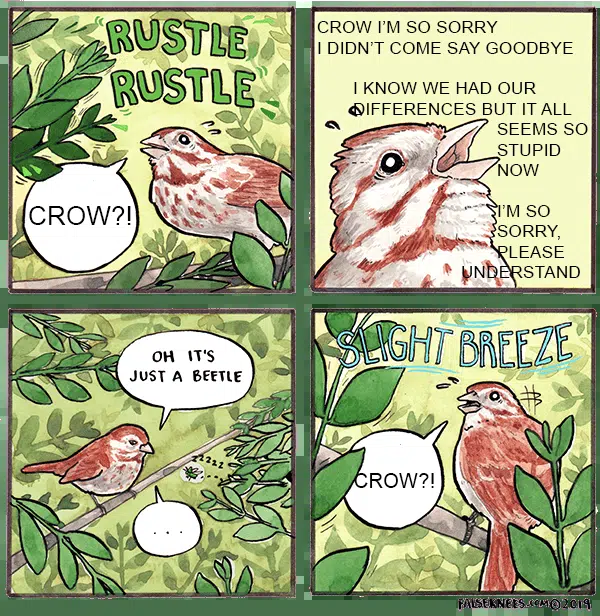 RUSTLE
RUSTLE
CROW?!
CROW I'M SO SORRY
I DIDN'T COME SAY GOODBYE
I KNOW WE HAD OUR
DIFFERENCES BUT IT ALL
SEEMS SO
STUPID
NOW
I'M SO
SORRY,
PLEASE
UNDERSTAND
OH IT'S
JUST A BEETLE
zzzzz
. . .
SLIGHT BREEZE
CROW?!
FALSEKNEES.COM©2019